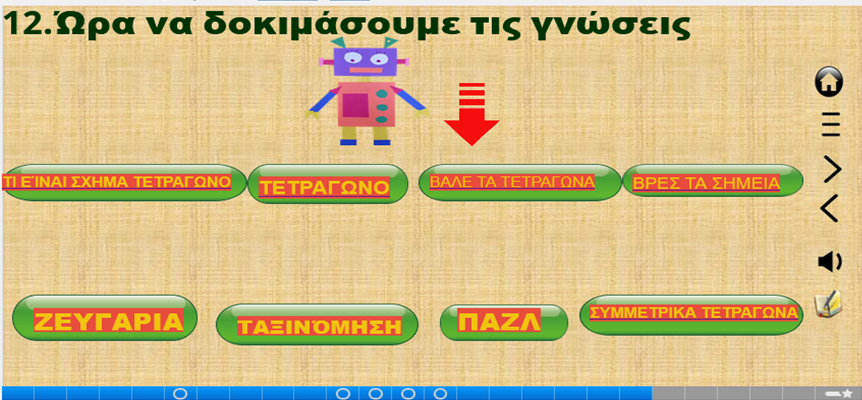 12.Ώρα να δοκιμάσουμε τις γνώσεις
ΤΙ ΕΊΝΑΙ ΣΧΗΜΑ ΤΕΤΡΑΓΩΝΟ
ΤΕΤΡΑΓΩΝΟ
ΒΑΛΕ ΤΑ ΤΕΤΡΑΓΩΝΑ
ΒΡΕΣ ΤΑ ΣΗΜΕΙΑ
ΖΕΥΓΑΡΙΑ
ΤΑΞΙΝΌΜΗΣΗ
ΠΑΖΛ
ΣΥΜΜΕΤΡΙΚΑ ΤΕΤΡΑΓΩΝΑ